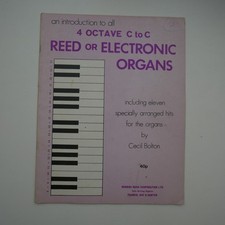 an introduction to all
4 OCTAVE C to C
REED OR ELECTRONIC
ORGANS
including eleven
specially arranged hits
for the organs
by
Cecil Bolton